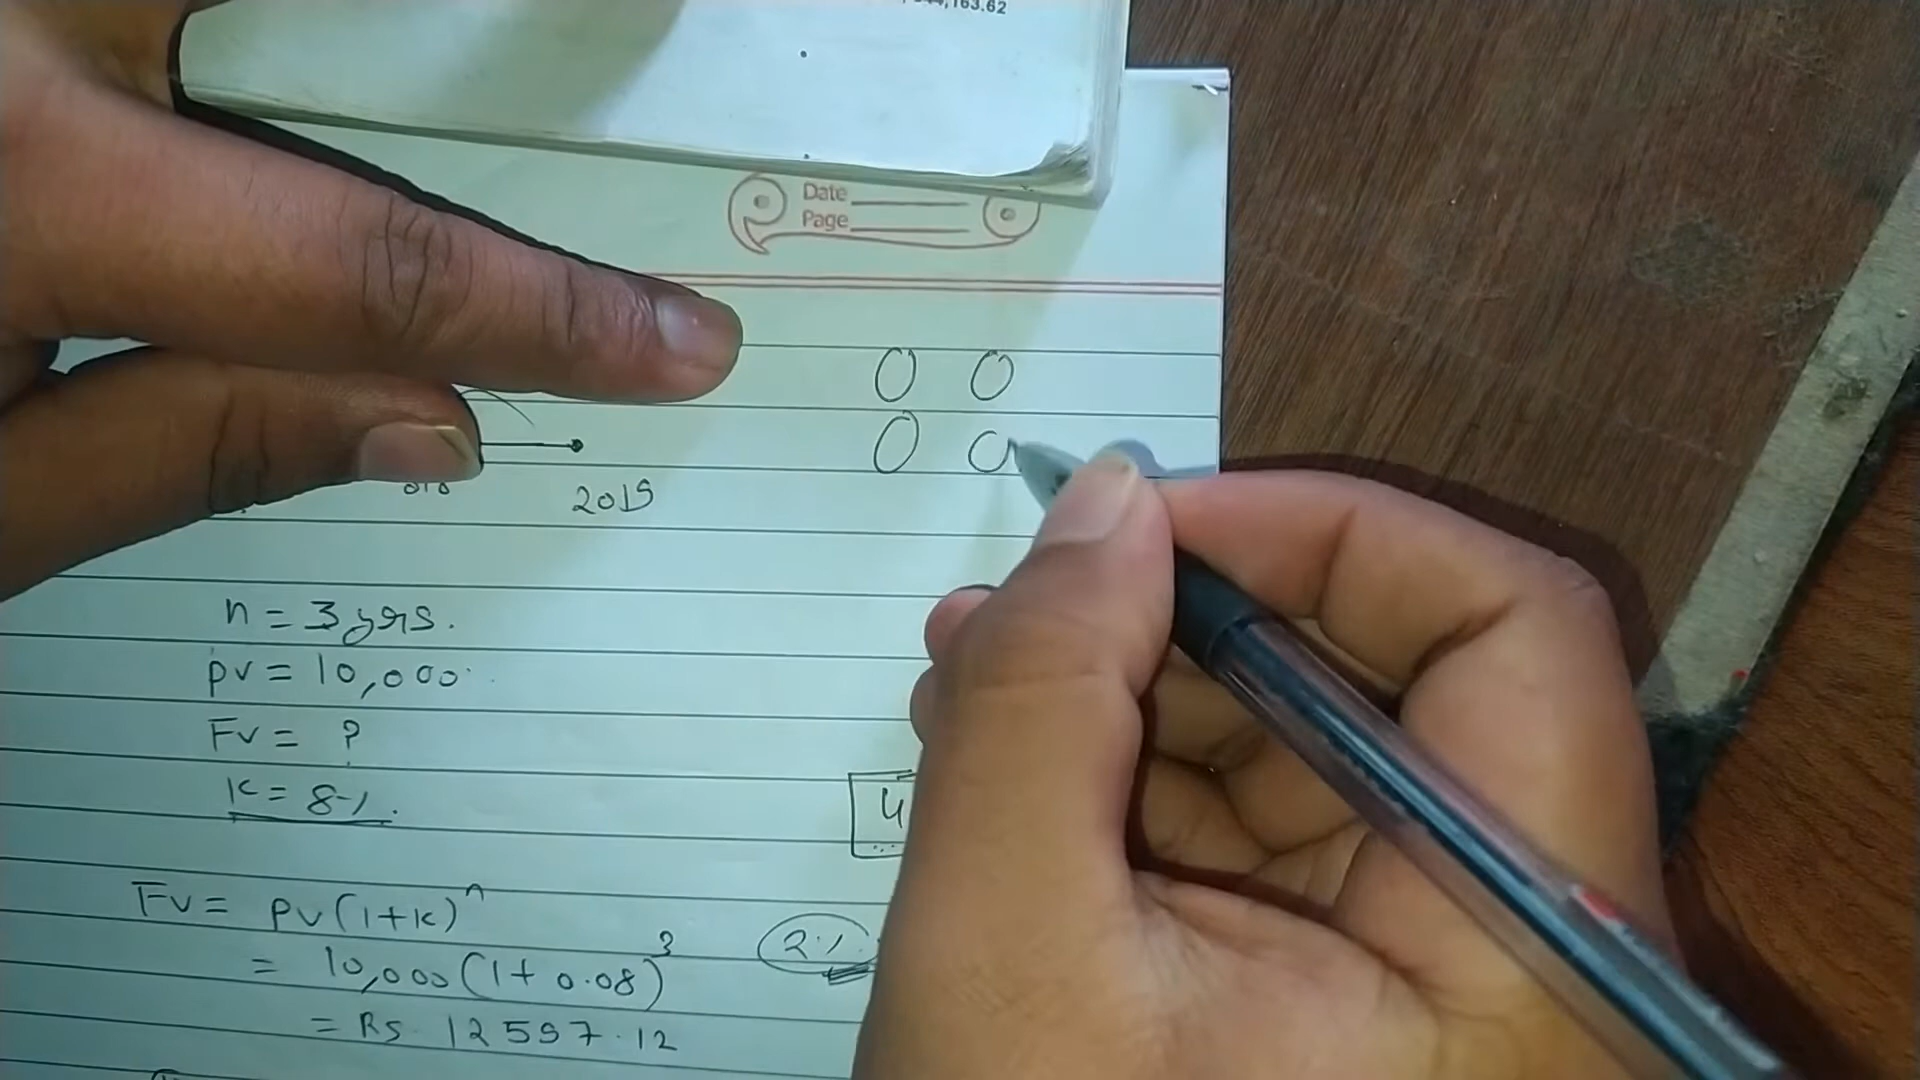 163.62
Date
Page
0 0
0
2019
n = 3 yrs.
PV = 10,000
FV = ?
K = 8%.
4
FV = PV(1+K)^n
= 10,000(1+0.08)^3
2%.
= RS. 12597.12